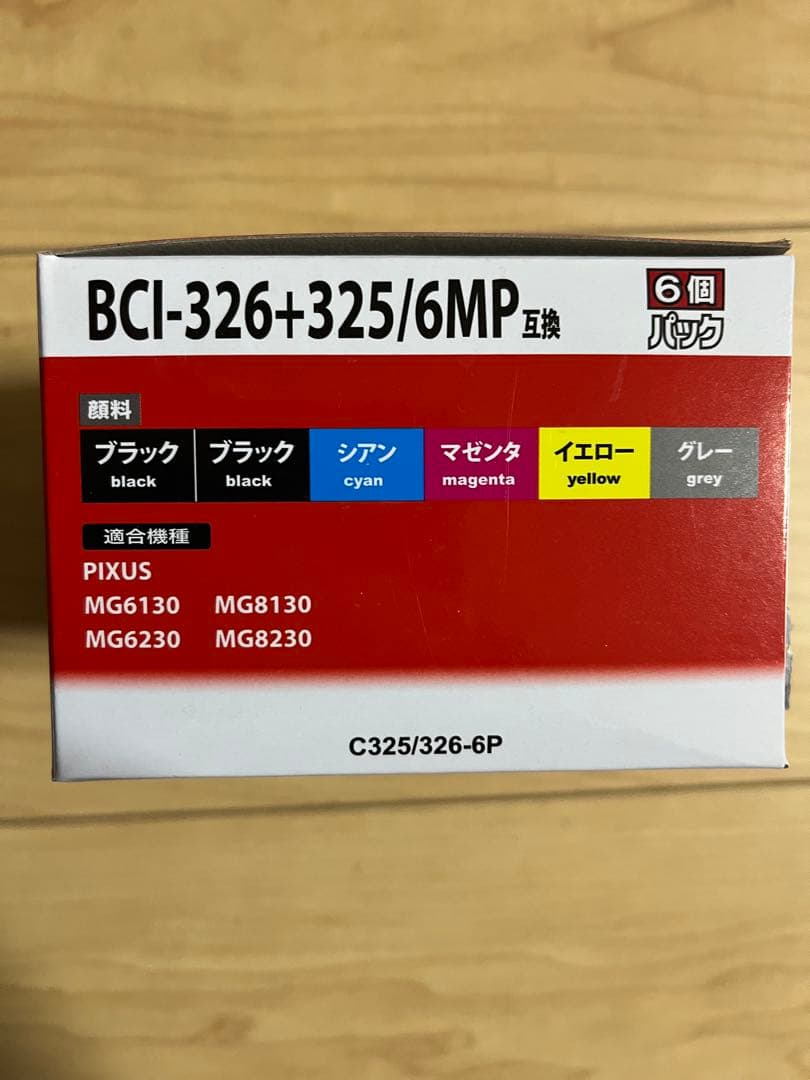 BCI-326+325/6MP互換
6個
パック
顔料
ブラック ブラック シアン マゼンタ イエロー グレー
black black cyan magenta yellow grey
適合機種
PIXUS
MG6130 MG8130
MG6230 MG8230
C325/326-6P